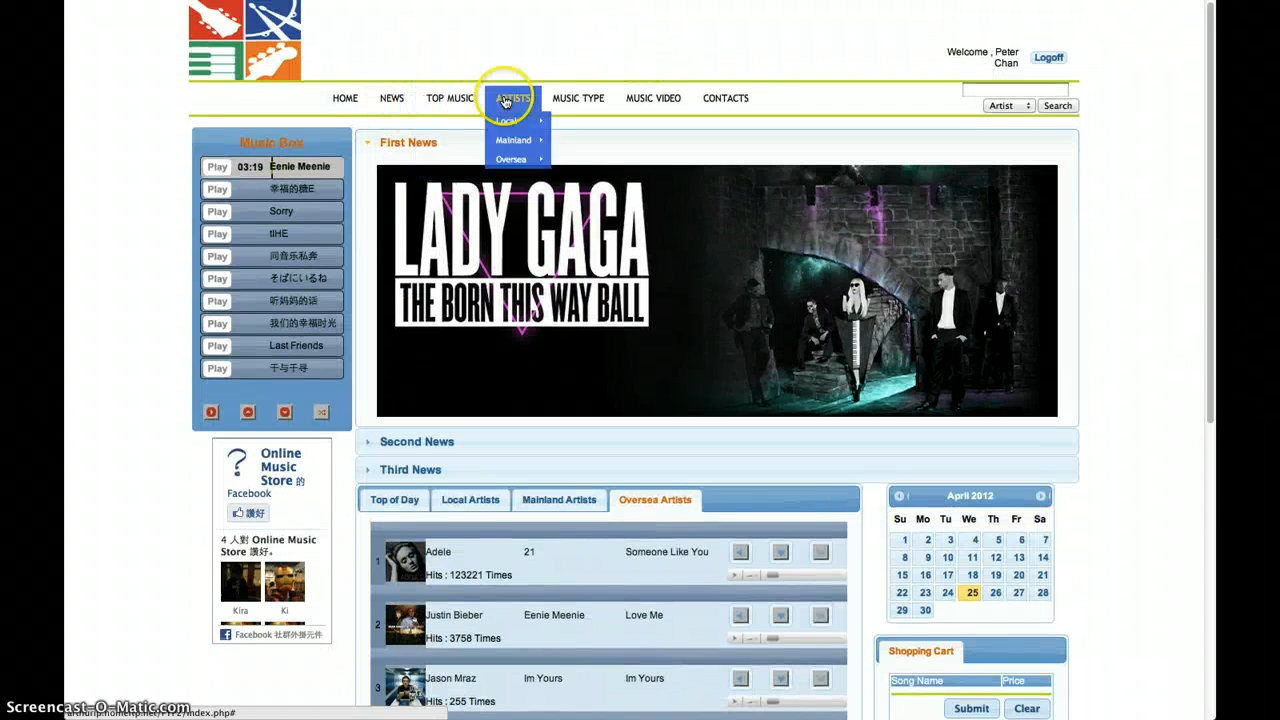 Welcome , Peter
Chan
Logoff
HOME NEWS TOP MUSIC ARTISTS MUSIC TYPE MUSIC VIDEO CONTACTS
Artist Search
Local
Mainland
Oversea
Music Box
Play 03:19 Eenie Meenie
Play 幸福的糖E
Play Sorry
Play tIHE
Play 同音乐私奔
Play そばにいるね
Play 听妈妈的话
Play 我们的幸福时光
Play Last Friends
Play 千与千寻
First News
LADY GAGA
THE BORN THIS WAY BALL
Second News
Third News
Online
Music
Store 的
Facebook
讚好
4 人對 Online Music
Store 讚好。
Kira Ki
Facebook 社群外掛元件
Top of Day Local Artists Mainland Artists Oversea Artists
1 Adele 21 Someone Like You
Hits : 123221 Times
2 Justin Bieber Eenie Meenie Love Me
Hits : 3758 Times
3 Jason Mraz Im Yours Im Yours
Hits : 255 Times
April 2012
Su Mo Tu We Th Fr Sa
1 2 3 4 5 6 7
8 9 10 11 12 13 14
15 16 17 18 19 20 21
22 23 24 25 26 27 28
29 30
Shopping Cart
Song Name Price
Submit Clear
Screencast-O-Matic.com